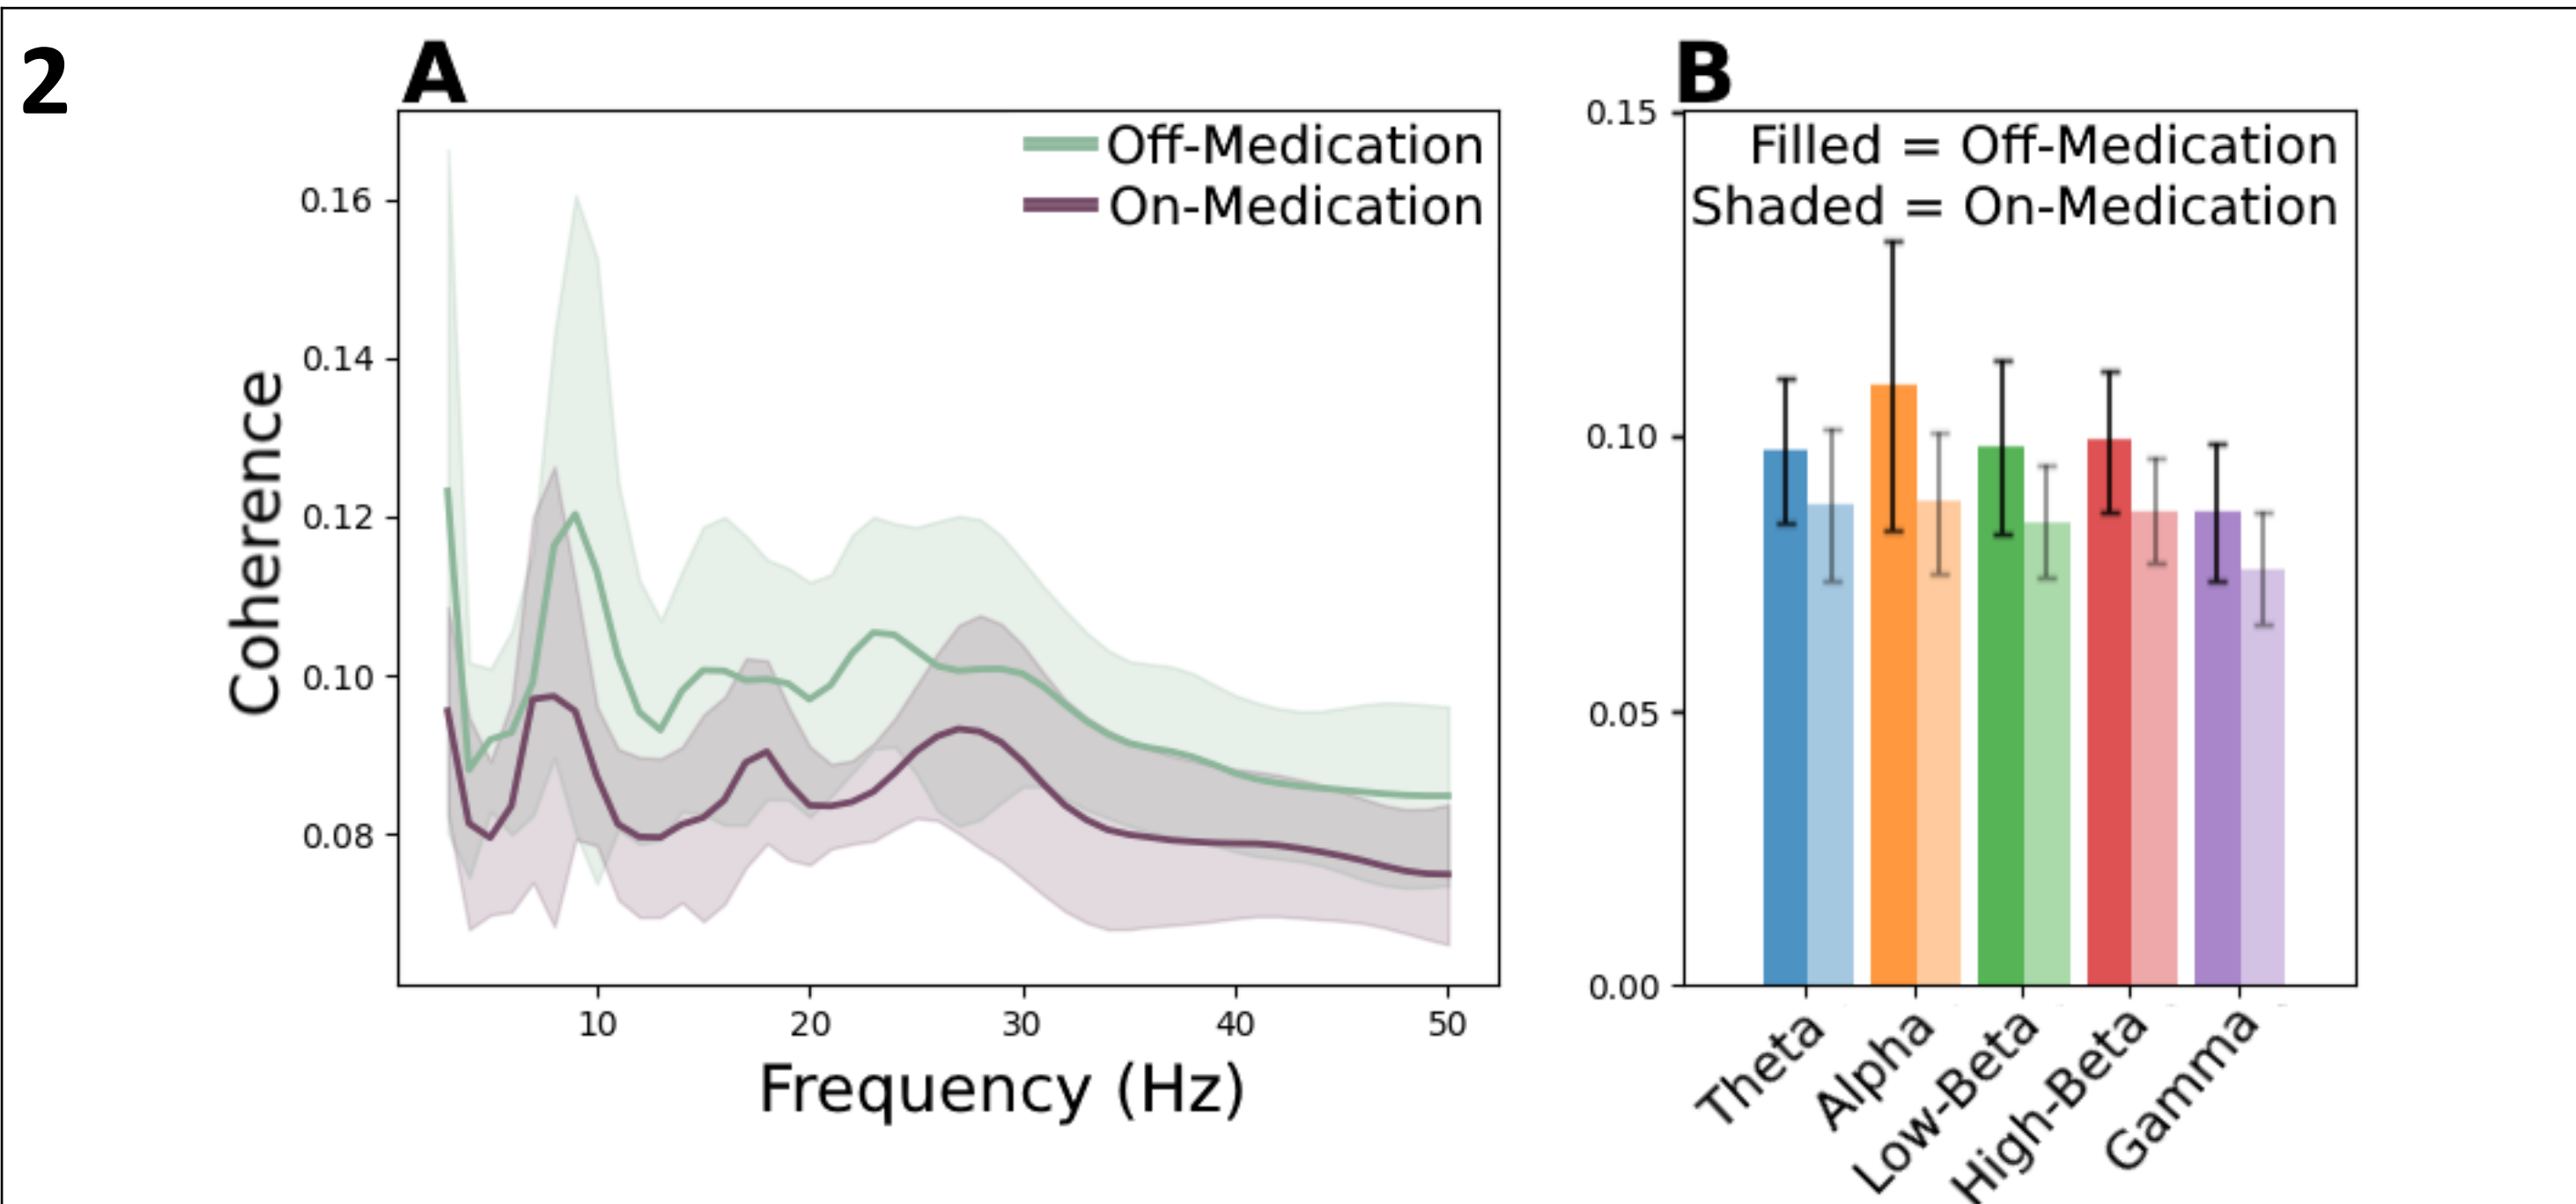 2
A
Off-Medication
On-Medication
0.16
0.14
0.12
0.10
0.08
Coherence
10 20 30 40 50
Frequency (Hz)
B
Filled = Off-Medication
Shaded = On-Medication
0.15
0.10
0.05
0.00
Theta
Alpha
Low-Beta
High-Beta
Gamma